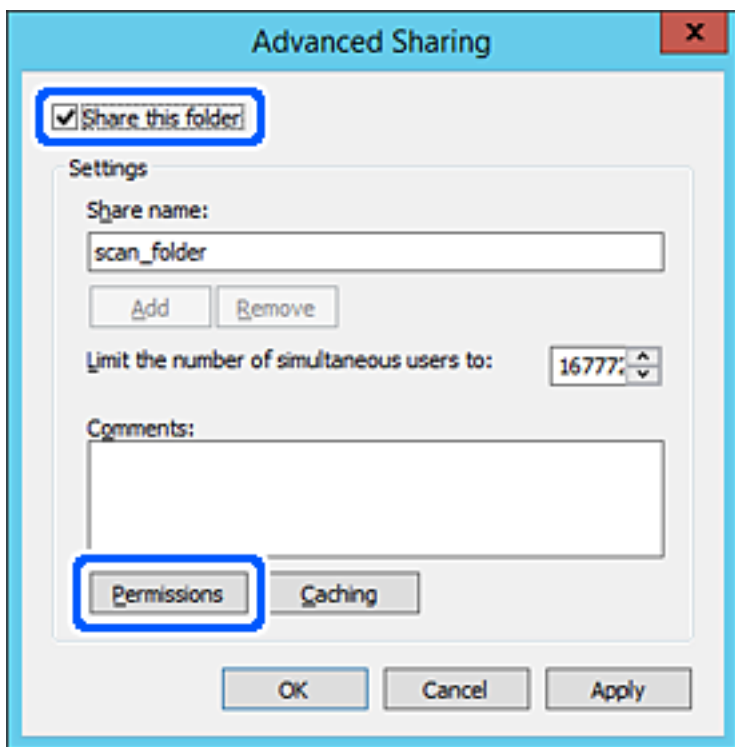 Advanced Sharing
x
Share this folder
Settings
Share name:
scan_folder
Add Remove
Limit the number of simultaneous users to:
Comments:
Permissions Caching
OK Cancel Apply